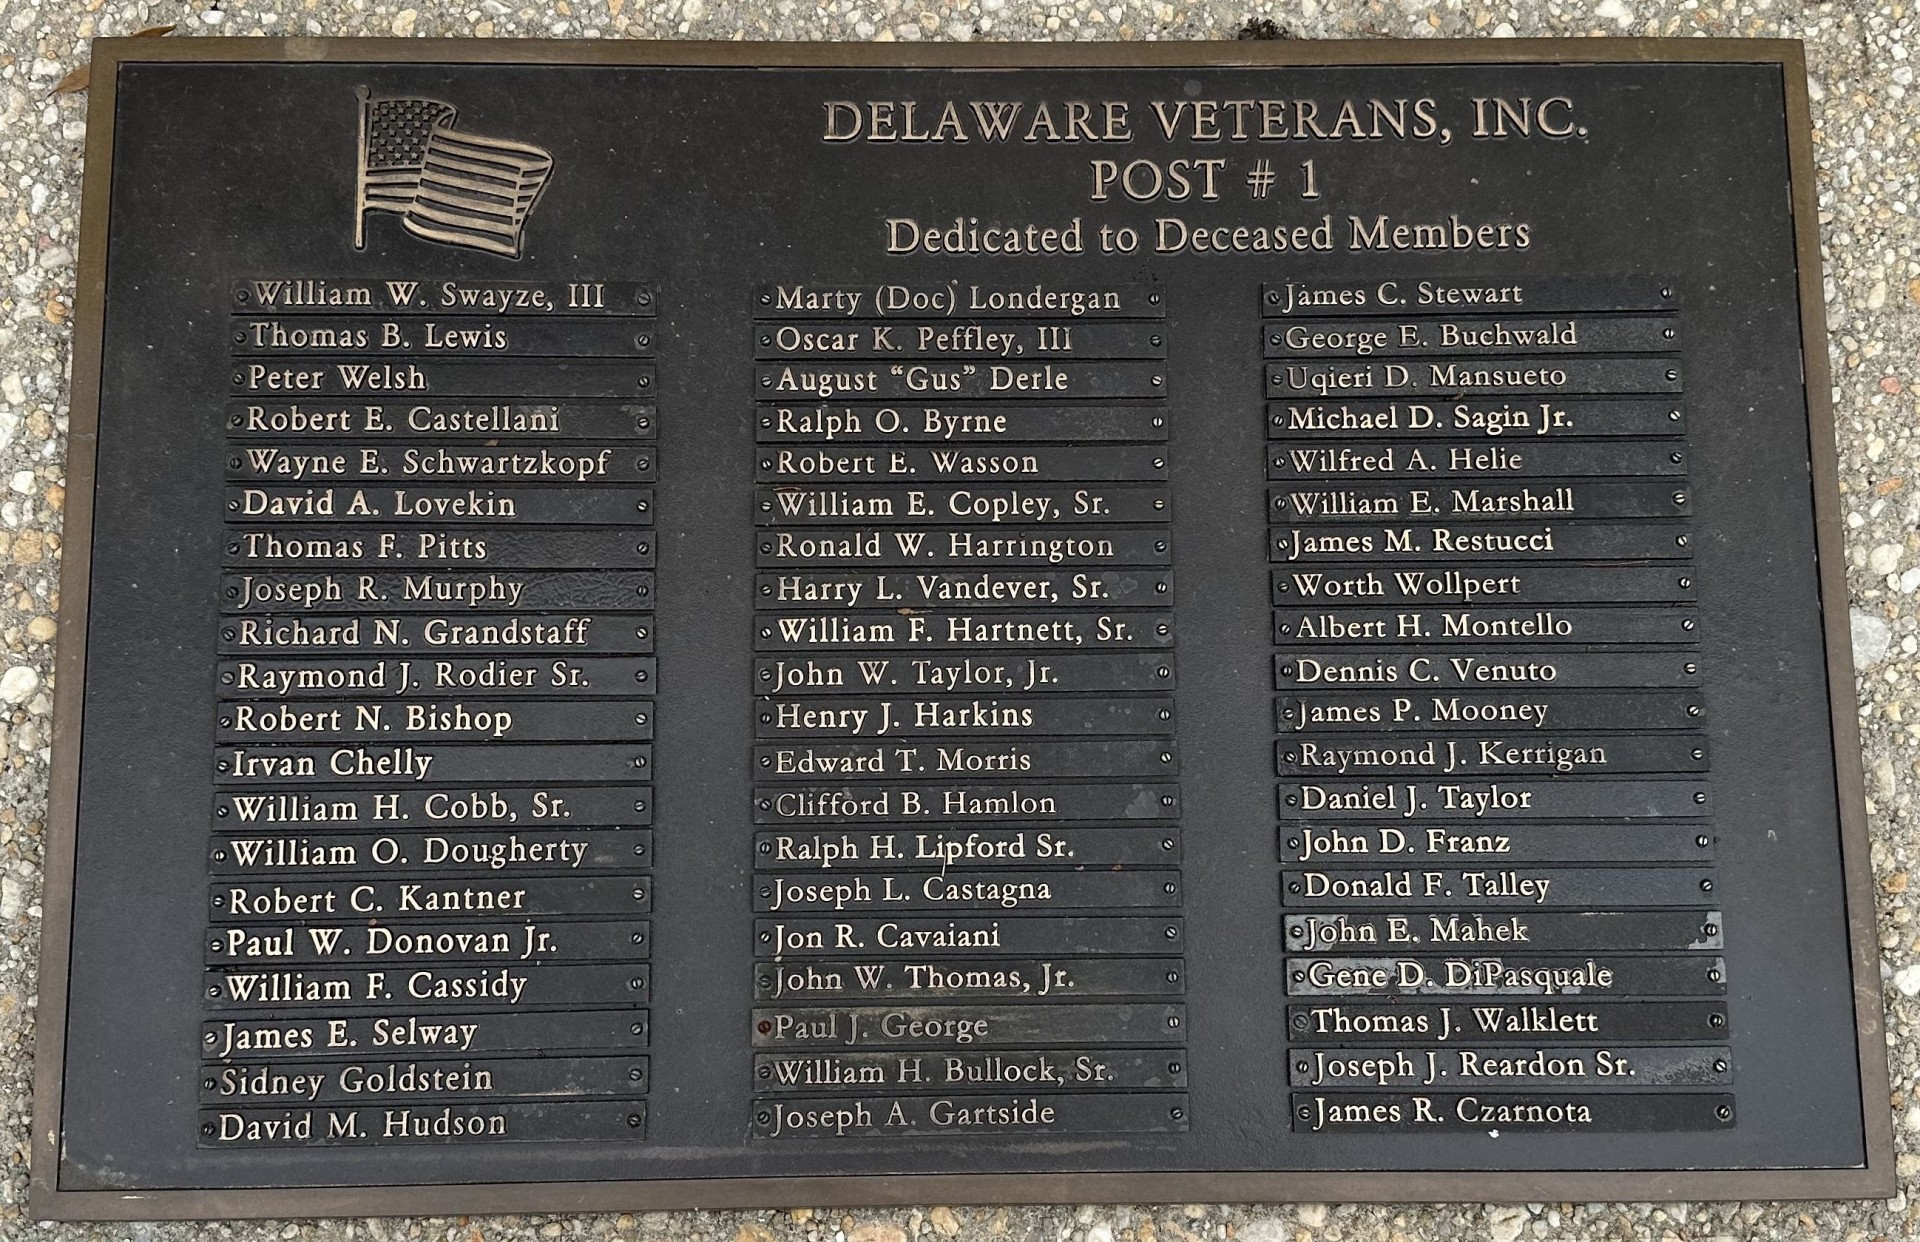 DELAWARE VETERANS, INC.
POST # 1
Dedicated to Deceased Members
William W. Swayze, III
Thomas B. Lewis
Peter Welsh
Robert E. Castellani
Wayne E. Schwartzkopf
David A. Lovekin
Thomas F. Pitts
Joseph R. Murphy
Richard N. Grandstaff
Raymond J. Rodier Sr.
Robert N. Bishop
Irvan Chelly
William H. Cobb, Sr.
William O. Dougherty
Robert C. Kantner
Paul W. Donovan Jr.
William F. Cassidy
James E. Selway
Sidney Goldstein
David M. Hudson
Marty (Doc) Londergan
Oscar K. Peffley, III
August “Gus” Derle
Ralph O. Byrne
Robert E. Wasson
William E. Copley, Sr.
Ronald W. Harrington
Harry L. Vandever, Sr.
William F. Hartnett, Sr.
John W. Taylor, Jr.
Henry J. Harkins
Edward T. Morris
Clifford B. Hamlon
Ralph H. Lipford Sr.
Joseph L. Castagna
Jon R. Cavaiani
John W. Thomas, Jr.
Paul J. George
William H. Bullock, Sr.
Joseph A. Gartside
James C. Stewart
George E. Buchwald
Uqieri D. Mansueto
Michael D. Sagin Jr.
Wilfred A. Helie
William E. Marshall
James M. Restucci
Worth Wollpert
Albert H. Montello
Dennis C. Venuto
James P. Mooney
Raymond J. Kerrigan
Daniel J. Taylor
John D. Franz
Donald F. Talley
John E. Mahek
Gene D. DiPasquale
Thomas J. Walklett
Joseph J. Reardon Sr.
James R. Czarnota